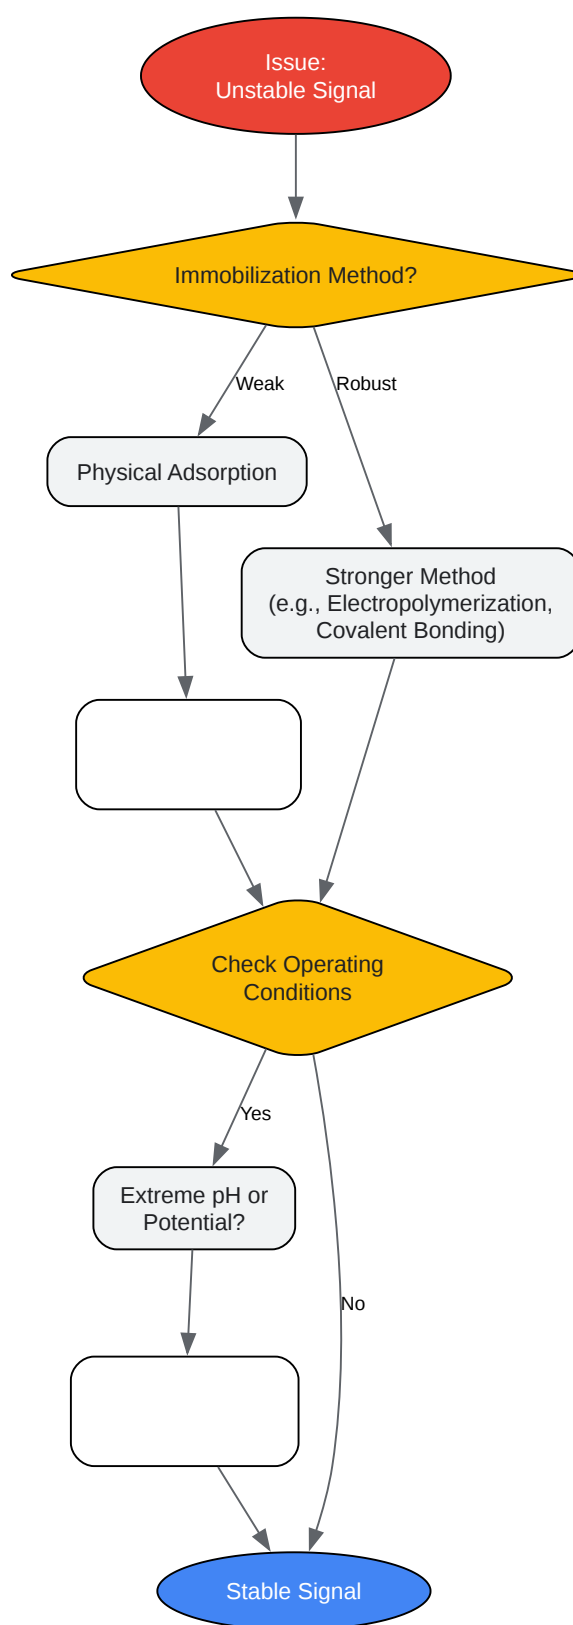 Issue:
Unstable Signal
Immobilization Method?
Weak
Robust
Physical Adsorption
Stronger Method
(e.g., Electropolymerization,
Covalent Bonding)
Check Operating
Conditions
Yes
Extreme pH or
Potential?
No
Stable Signal